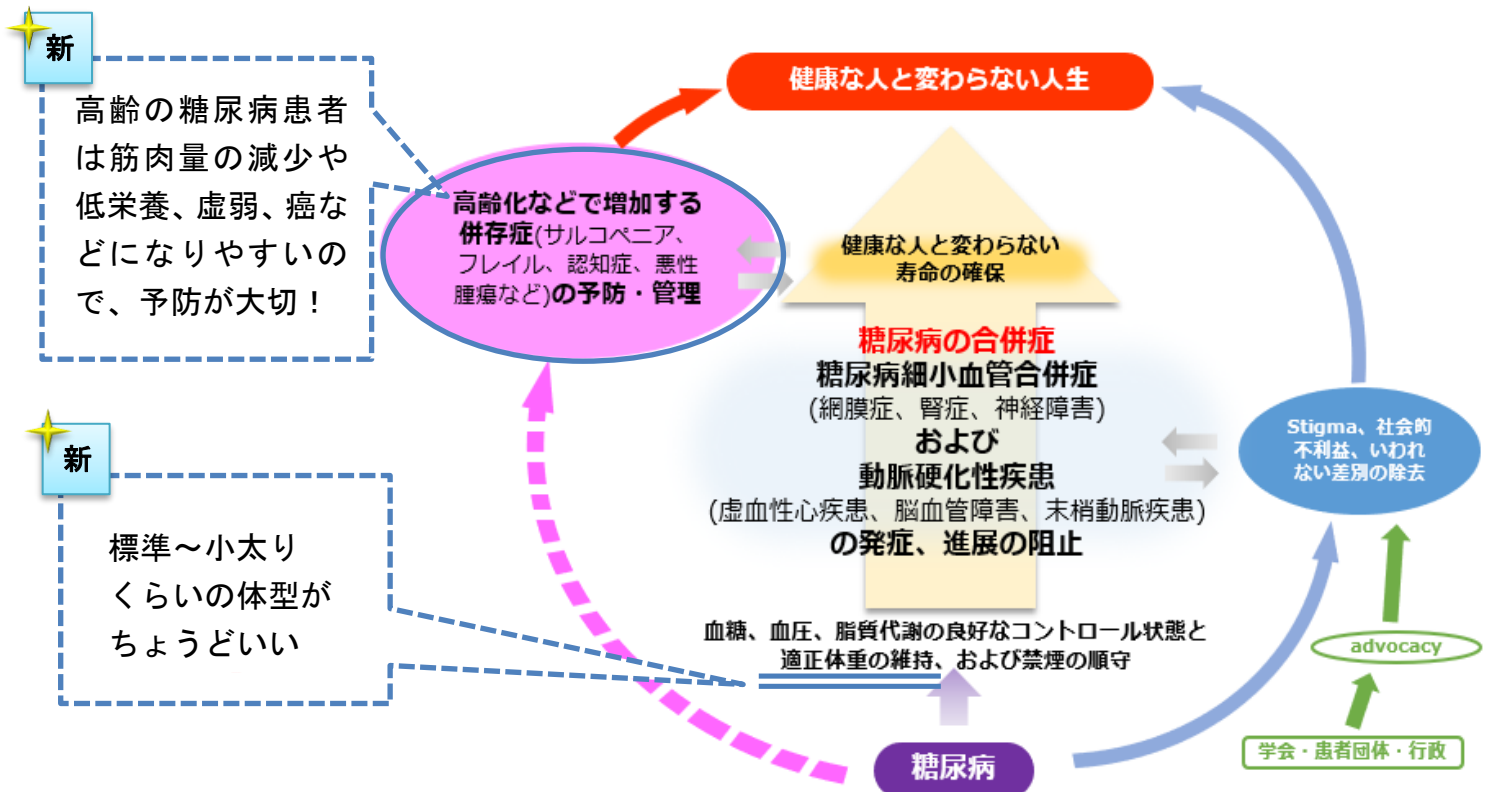 新
高齢の糖尿病患者
は筋肉量の減少や
低栄養、虚弱、癌な
どになりやすいの
で、予防が大切！
健康な人と変わらない人生
高齢化などで増加する
併存症(サルコペニア、
フレイル、認知症、悪性
腫瘍など)の予防・管理
健康な人と変わらない
寿命の確保
糖尿病の合併症
糖尿病細小血管合併症
(網膜症、腎症、神経障害)
および
動脈硬化性疾患
(虚血性心疾患、脳血管障害、末梢動脈疾患)
の発症、進展の阻止
Stigma、社会的
不利益、いわれ
ない差別の除去
新
標準～小太り
くらいの体型が
ちょうどいい
血糖、血圧、脂質代謝の良好なコントロール状態と
適正体重の維持、および禁煙の順守
advocacy
学会・患者団体・行政
糖尿病